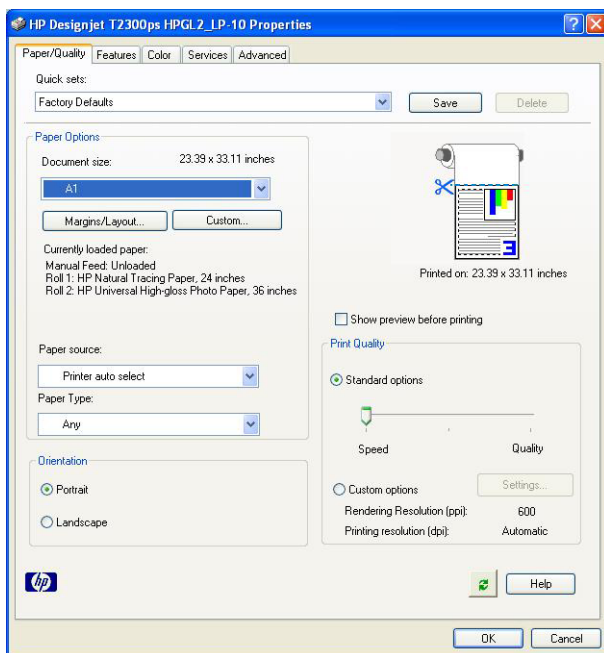 HP Designjet T2300ps HPGL2_LP-10 Properties
Paper/Quality Features Color Services Advanced
Quick sets:
Factory Defaults
Save
Delete
Paper Options
Document size: 23.39 x 33.11 inches
A1
Margins/Layout...
Custom...
Currently loaded paper:
Manual Feed: Unloaded
Roll 1: HP Natural Tracing Paper, 24 inches
Roll 2: HP Universal High-gloss Photo Paper, 36 inches
Paper source:
Printer auto select
Paper Type:
Any
Orientation
Portrait
Landscape
3
Printed on: 23.39 x 33.11 inches
Show preview before printing
Print Quality
Standard options
Speed Quality
Custom options
Settings...
Rendering Resolution (ppi): 600
Printing resolution (dpi): Automatic
hp
Help
OK
Cancel